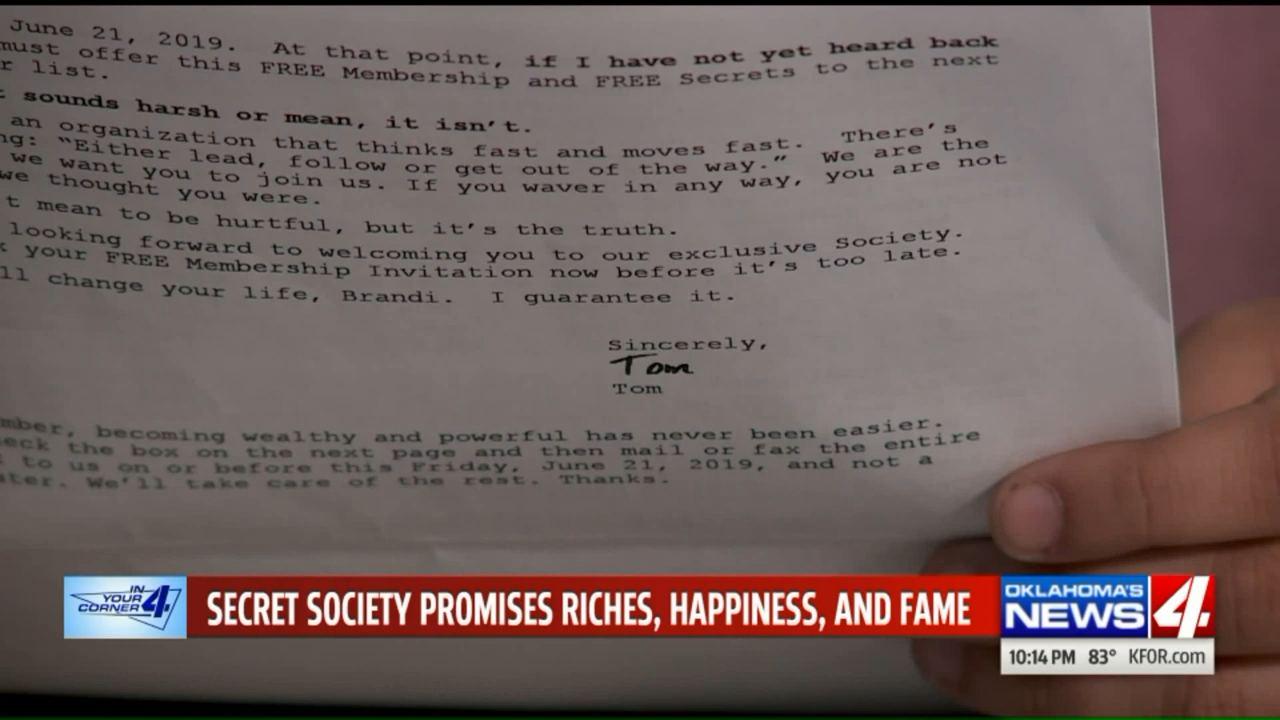 June 21, 2019. At that point, if I have not yet heard back
must offer this FREE Membership and FREE Secrets to the next
r list.
sounds harsh or mean, it isn't.
an organization that thinks fast and moves fast. There's
ng: "Either lead, follow or get out of the way." We are the
we want you to join us. If you waver in any way, you are not
we thought you were.
t mean to be hurtful, but it's the truth.
looking forward to welcoming you to our exclusive Society.
k your FREE Membership Invitation now before it's too late.
ll change your life, Brandi. I guarantee it.
Sincerely,
Tom
Tom
mber, becoming wealthy and powerful has never been easier.
eck the box on the next page and then mail or fax the entire
to us on or before this Friday, June 21, 2019, and not a
ter. We'll take care of the rest. Thanks.
IN YOUR CORNER 4
SECRET SOCIETY PROMISES RICHES, HAPPINESS, AND FAME
OKLAHOMA'S
NEWS 4
10:14 PM 83° KFOR.com